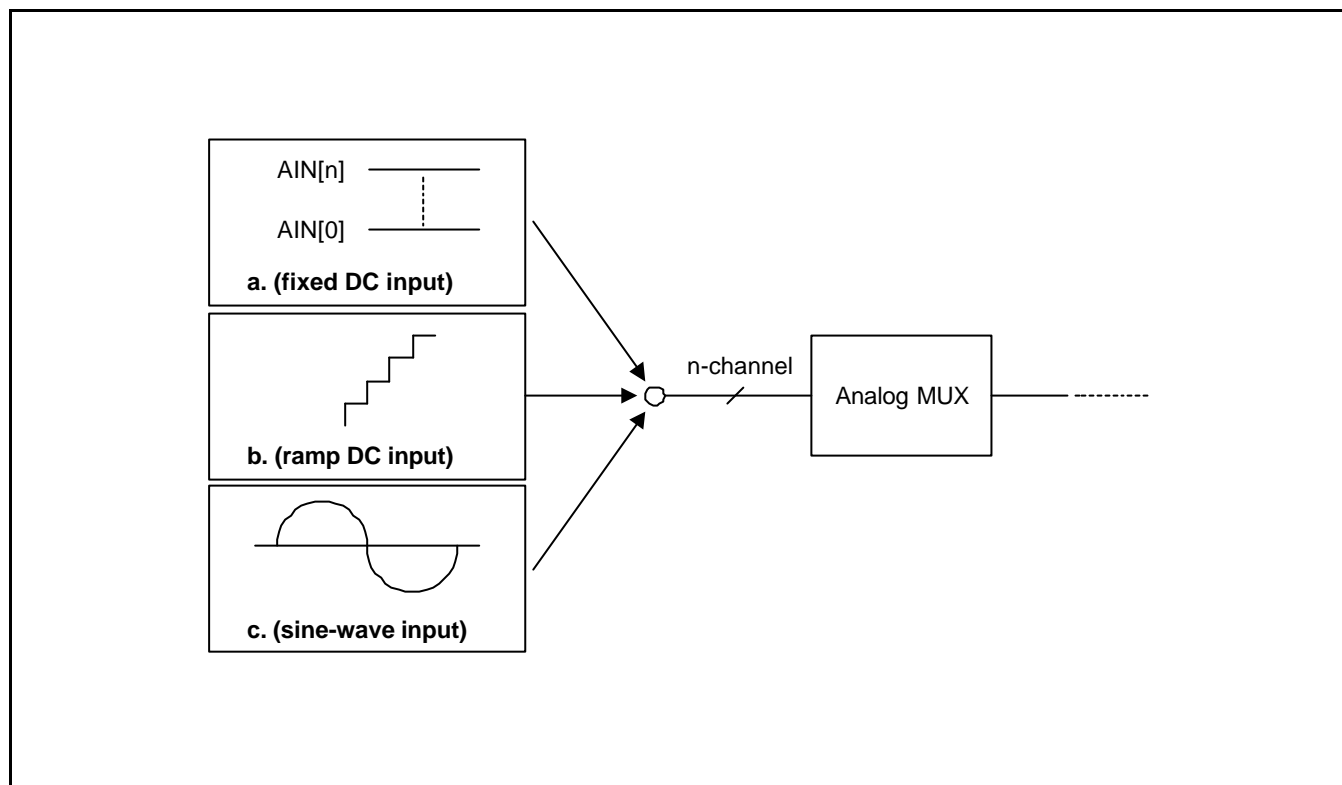 AIN[n]
AIN[0]
a. (fixed DC input)
b. (ramp DC input)
c. (sine-wave input)
n-channel
Analog MUX